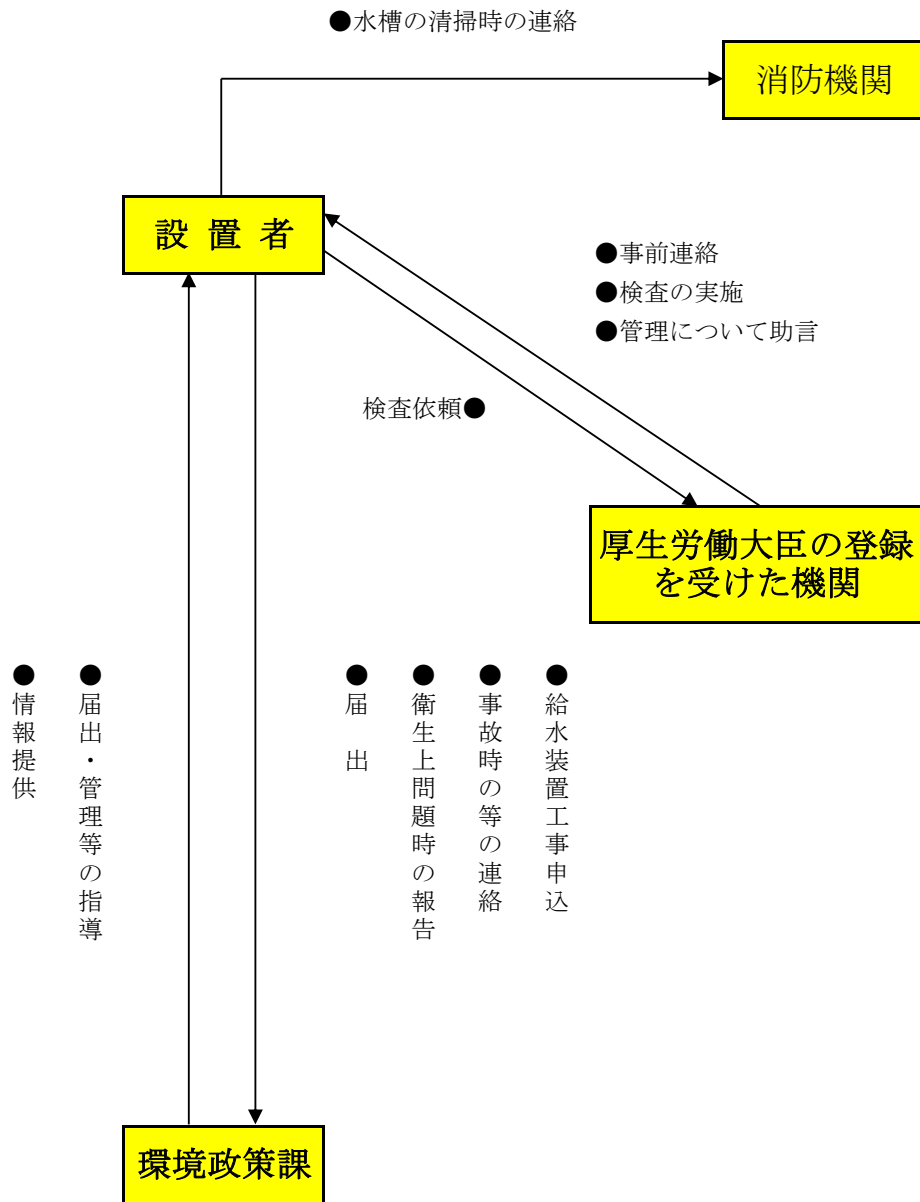 ●水槽の清掃時の連絡
消防機関
設 置 者
●事前連絡
●検査の実施
●管理について助言
検査依頼●
厚生労働大臣の登録
を受けた機関
●給水装置工事申込
●事故時の等の連絡
●衛生上問題時の報告
●届 出
●届出・管理等の指導
●情報提供
環境政策課